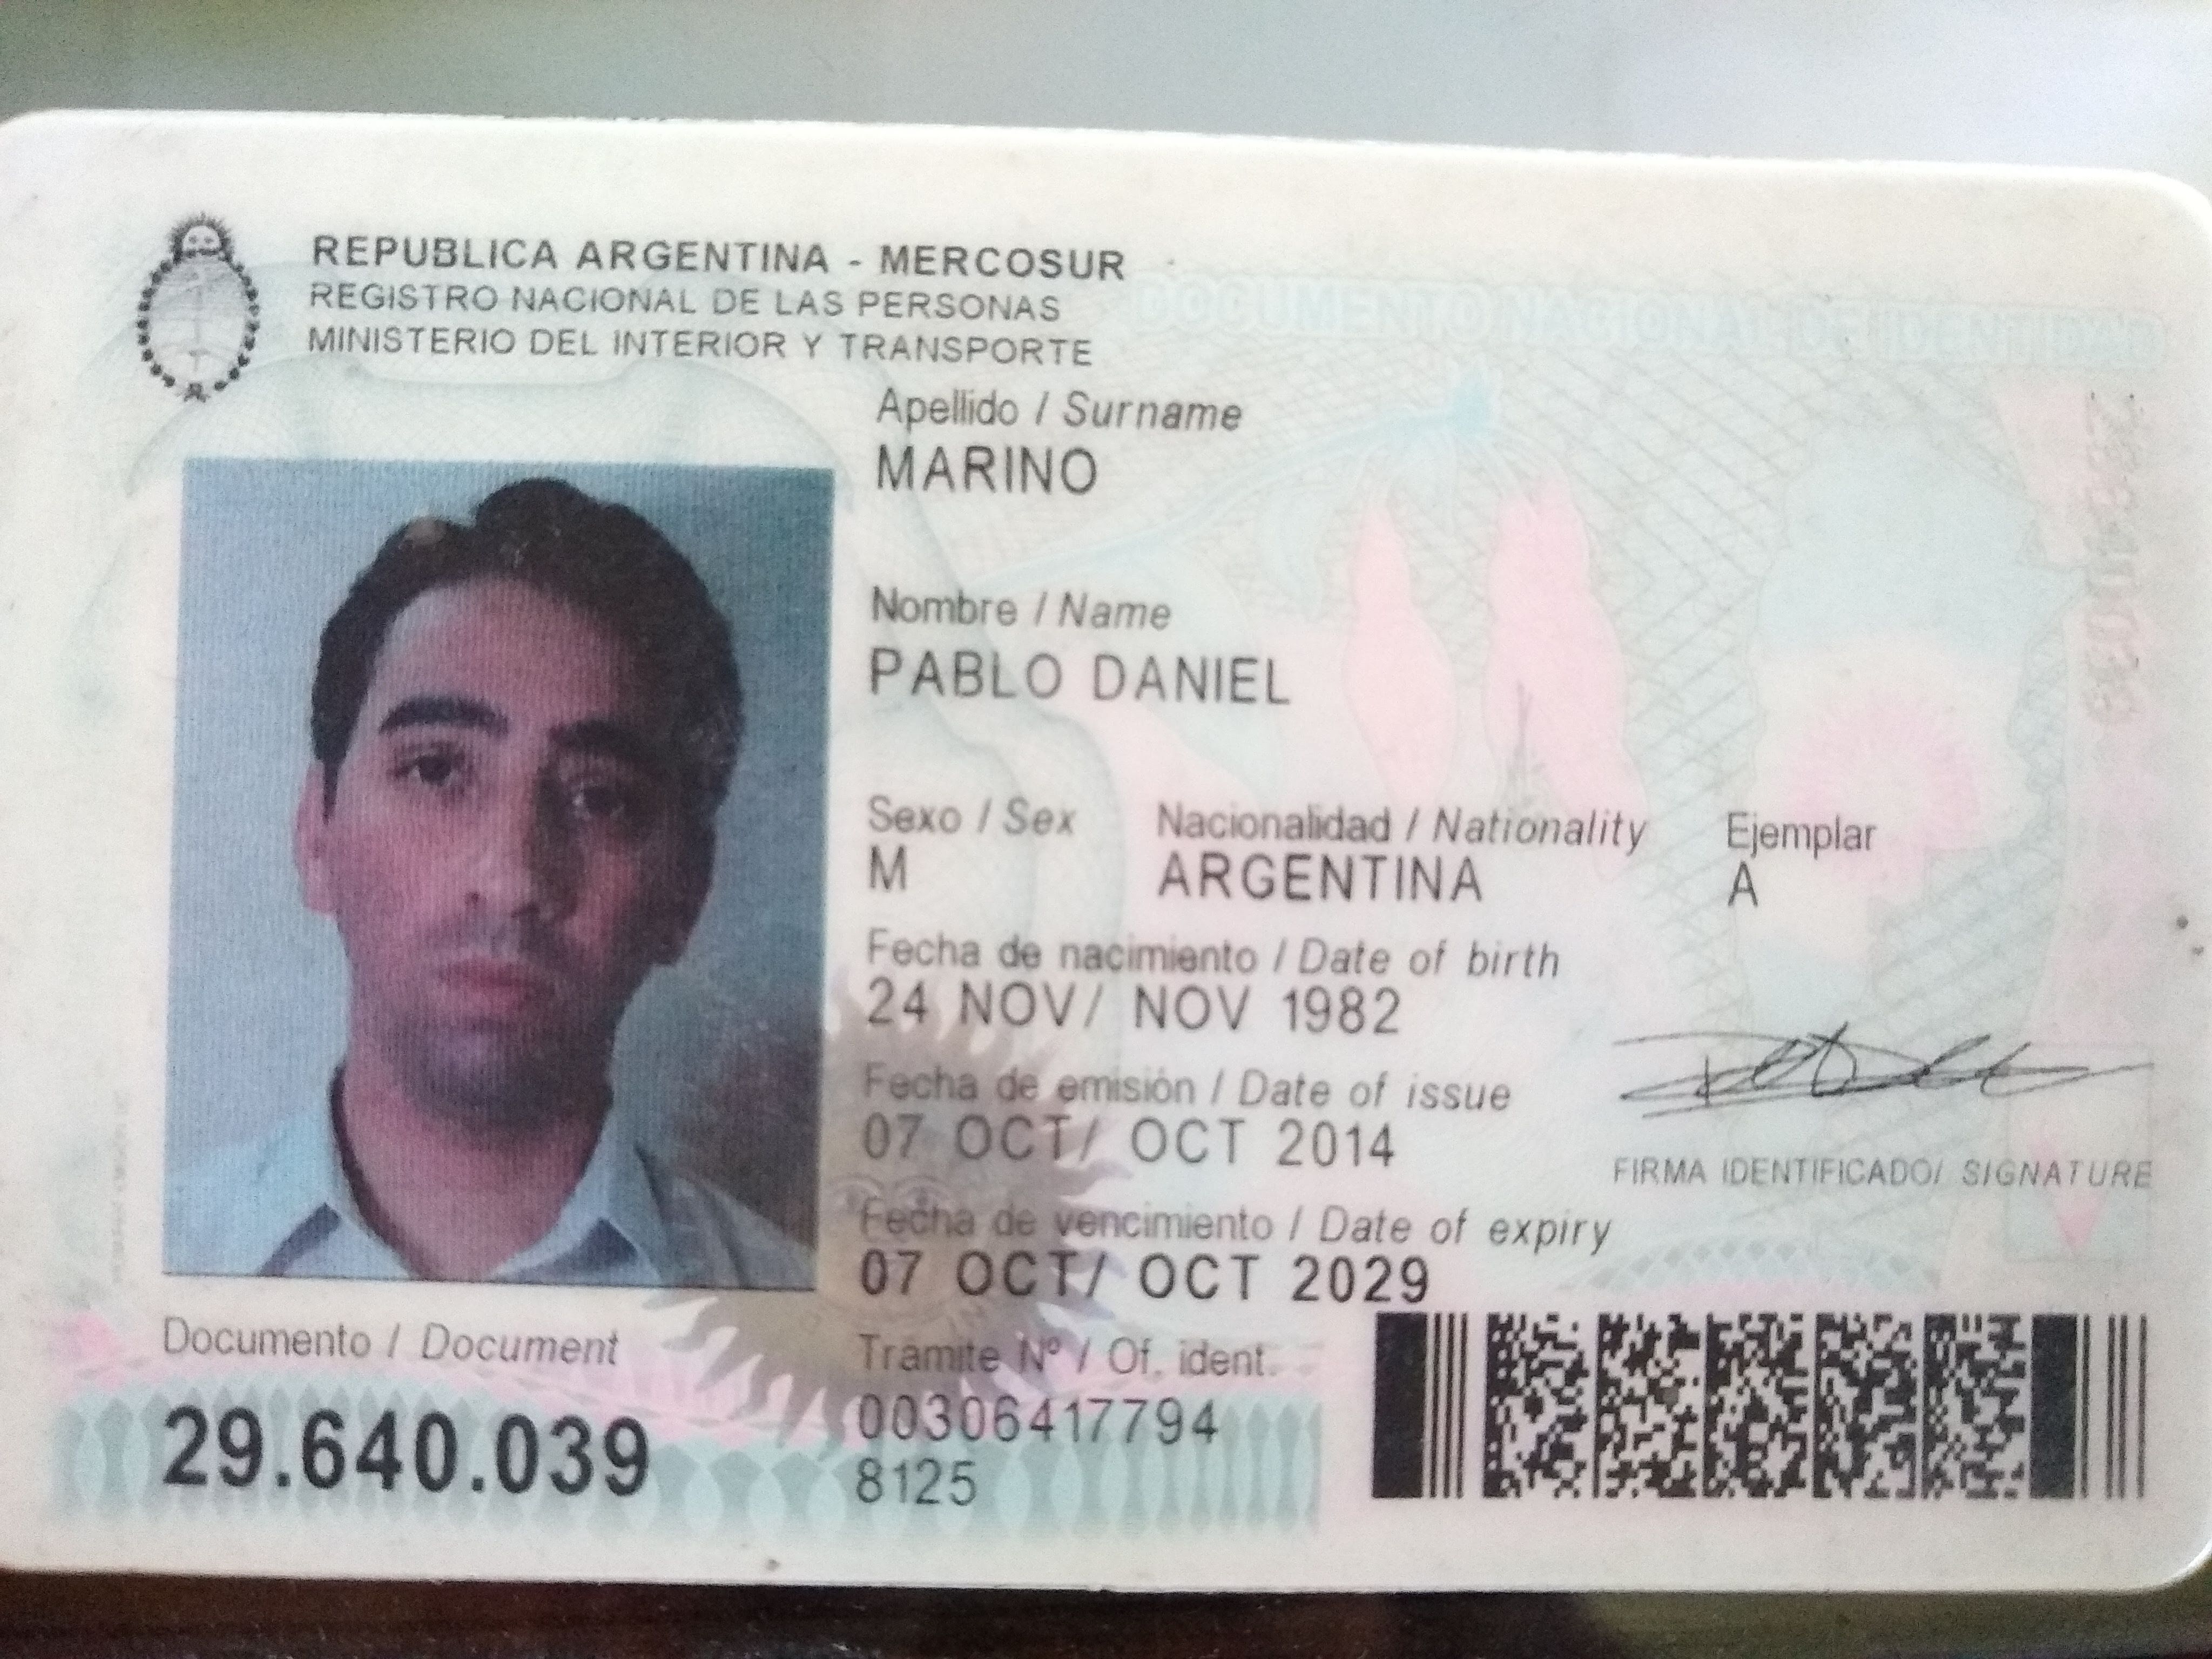 REPUBLICA ARGENTINA - MERCOSUR
REGISTRO NACIONAL DE LAS PERSONAS
MINISTERIO DEL INTERIOR Y TRANSPORTE
DOCUMENTO NACIONAL DE IDENTIDAD
Apellido / Surname
MARINO
Nombre / Name
PABLO DANIEL
Sexo / Sex Nacionalidad / Nationality Ejemplar
M ARGENTINA A
Fecha de nacimiento / Date of birth
24 NOV/ NOV 1982
Fecha de emisión / Date of issue
07 OCT/ OCT 2014
FIRMA IDENTIFICADO/ SIGNATURE
Fecha de vencimiento / Date of expiry
07 OCT/ OCT 2029
Documento / Document
29.640.039
Tramite Nº / Of. ident.
00306417794
8125